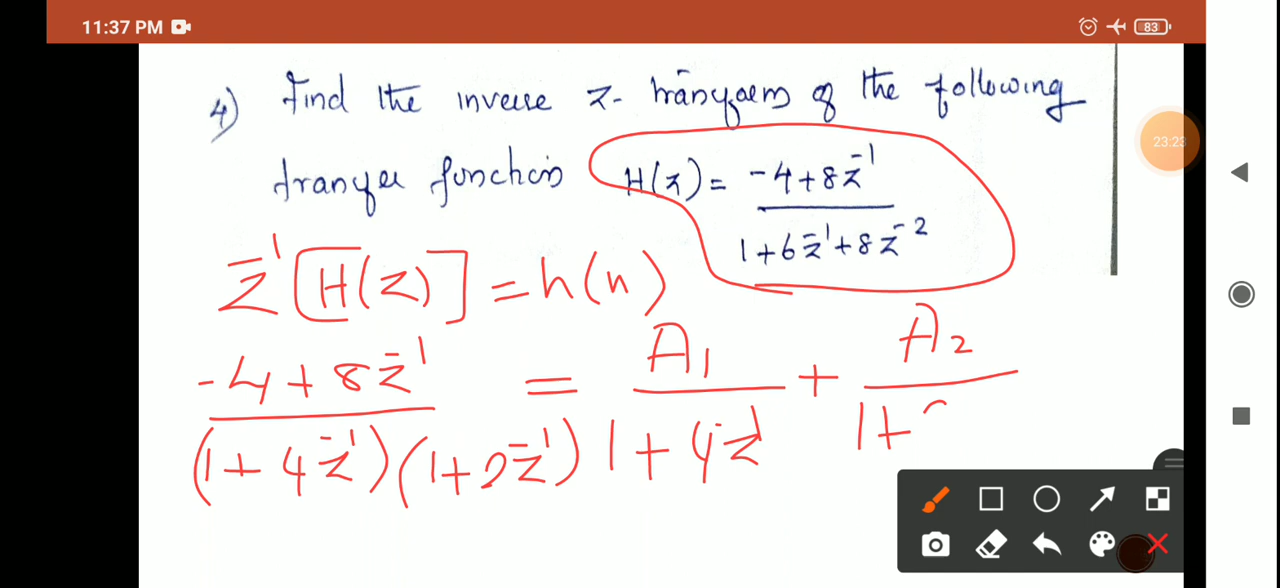 11:37 PM
83
23:23
4) Find the inverse z- transform of the following
transfer function H(z) = -4+8z⁻¹ / 1+6z⁻¹+8z⁻²
z⁻¹ [H(z)] = h(n)
-4+8z⁻¹ / (1+4z⁻¹)(1+2z⁻¹) = A₁ / 1+4z⁻¹ + A₂ / 1+